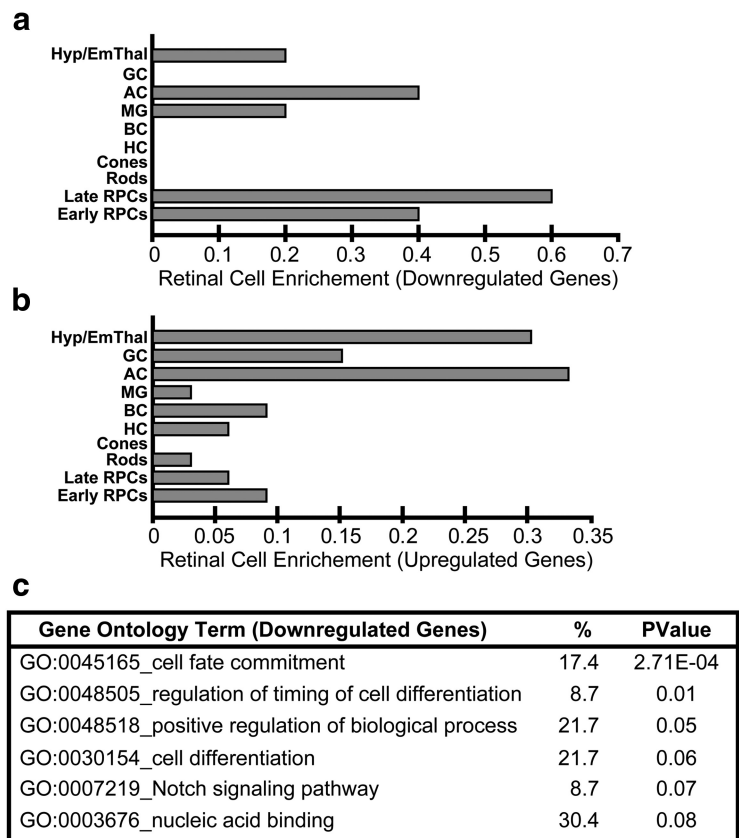 a
Hyp/EmThal
GC
AC
MG
BC
HC
Cones
Rods
Late RPCs
Early RPCs
0 0.1 0.2 0.3 0.4 0.5 0.6 0.7
Retinal Cell Enrichement (Downregulated Genes)
b
Hyp/EmThal
GC
AC
MG
BC
HC
Cones
Rods
Late RPCs
Early RPCs
0 0.05 0.1 0.15 0.2 0.25 0.3 0.35
Retinal Cell Enrichement (Upregulated Genes)
c
Gene Ontology Term (Downregulated Genes) % PValue
GO:0045165_cell fate commitment 17.4 2.71E-04
GO:0048505_regulation of timing of cell differentiation 8.7 0.01
GO:0048518_positive regulation of biological process 21.7 0.05
GO:0030154_cell differentiation 21.7 0.06
GO:0007219_Notch signaling pathway 8.7 0.07
GO:0003676_nucleic acid binding 30.4 0.08